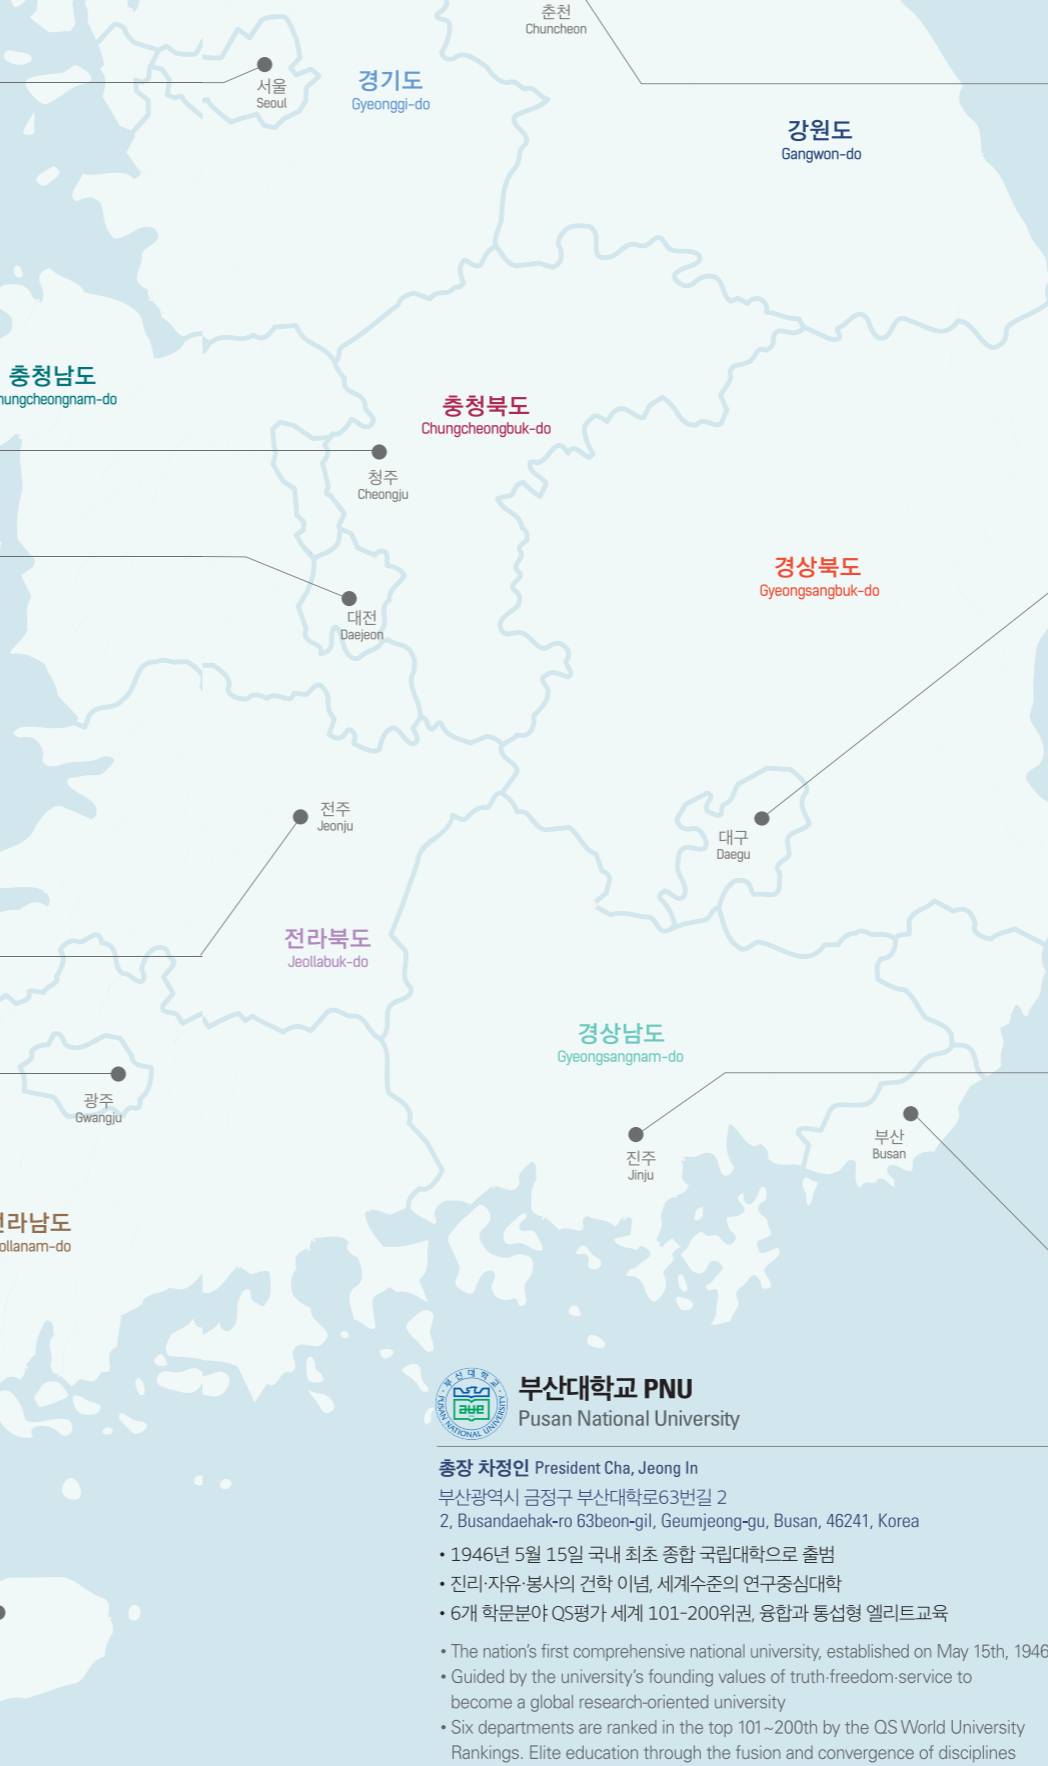 춘천
Chuncheon
서울
Seoul
경기도
Gyeonggi-do
강원도
Gangwon-do
충청남도
hungcheongnam-do
충청북도
Chungcheongbuk-do
청주
Cheongju
경상북도
Gyeongsangbuk-do
대전
Daejeon
전주
Jeonju
대구
Daegu
전라북도
Jeollabuk-do
경상남도
Gyeongsangnam-do
광주
Gwangju
부산
Busan
진주
Jinju
라남도
ollanam-do
부산대학교
PUSAN NATIONAL UNIVERSITY
부산대학교 PNU
Pusan National University
총장 차정인 President Cha, Jeong In
부산광역시 금정구 부산대학로63번길 2
2, Busandaehak-ro 63beon-gil, Geumjeong-gu, Busan, 46241, Korea
• 1946년 5월 15일 국내 최초 종합 국립대학으로 출범
• 진리·자유·봉사의 건학 이념, 세계수준의 연구중심대학
• 6개 학문분야 QS평가 세계 101-200위권, 융합과 통섭형 엘리트교육
• The nation's first comprehensive national university, established on May 15th, 1946
• Guided by the university's founding values of truth·freedom·service to
become a global research-oriented university
• Six departments are ranked in the top 101~200th by the QS World University
Rankings. Elite education through the fusion and convergence of disciplines